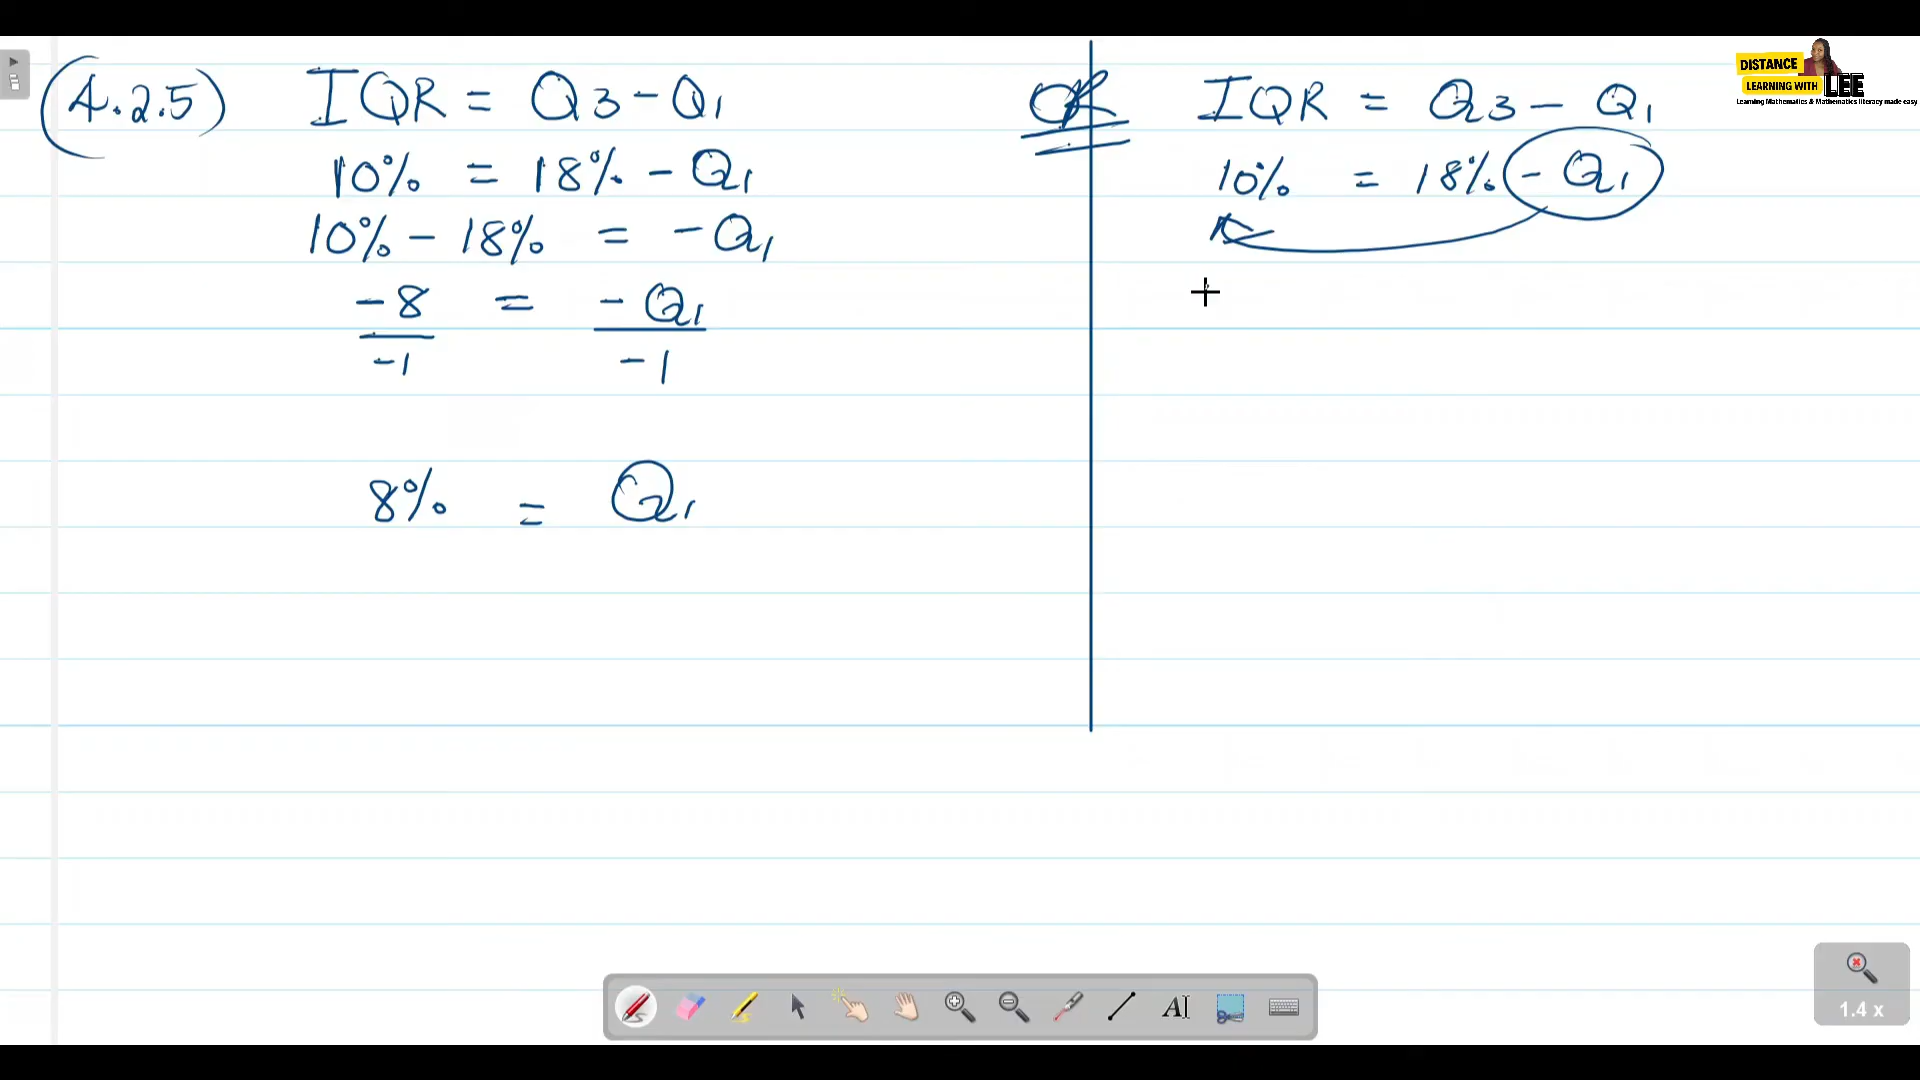 (4.2.5) IQR = Q3 - Q1
10% = 18% - Q1
10% - 18% = -Q1
-8 = -Q1
-1 -1
8% = Q1
OR
IQR = Q3 - Q1
10% = 18% - Q1
DISTANCE
LEARNING WITH LEE
Learning Mathematics & Mathematics literacy made easy
A
1.4 x